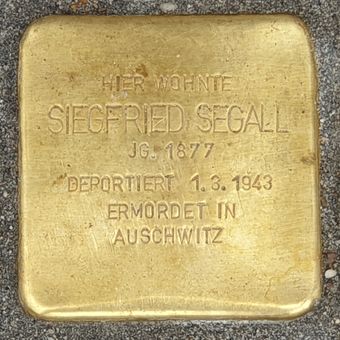 HIER WOHNTE
SIEGFRIED SEGALL
JG. 1877
DEPORTIERT 1.3.1943
ERMORDET IN
AUSCHWITZ